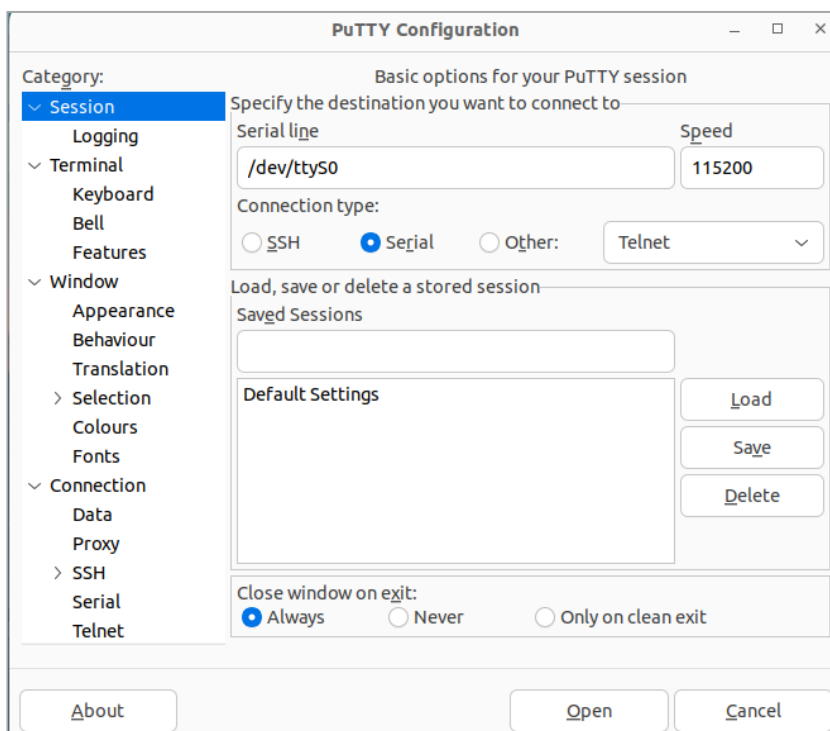 PuTTY Configuration
Category:
Session
Logging
Terminal
Keyboard
Bell
Features
Window
Appearance
Behaviour
Translation
Selection
Colours
Fonts
Connection
Data
Proxy
SSH
Serial
Telnet
Basic options for your PuTTY session
Specify the destination you want to connect to
Serial line Speed
/dev/ttyS0 115200
Connection type:
SSH Serial Other: Telnet
Load, save or delete a stored session
Saved Sessions
Default Settings
Load
Save
Delete
Close window on exit:
Always Never Only on clean exit
About Open Cancel